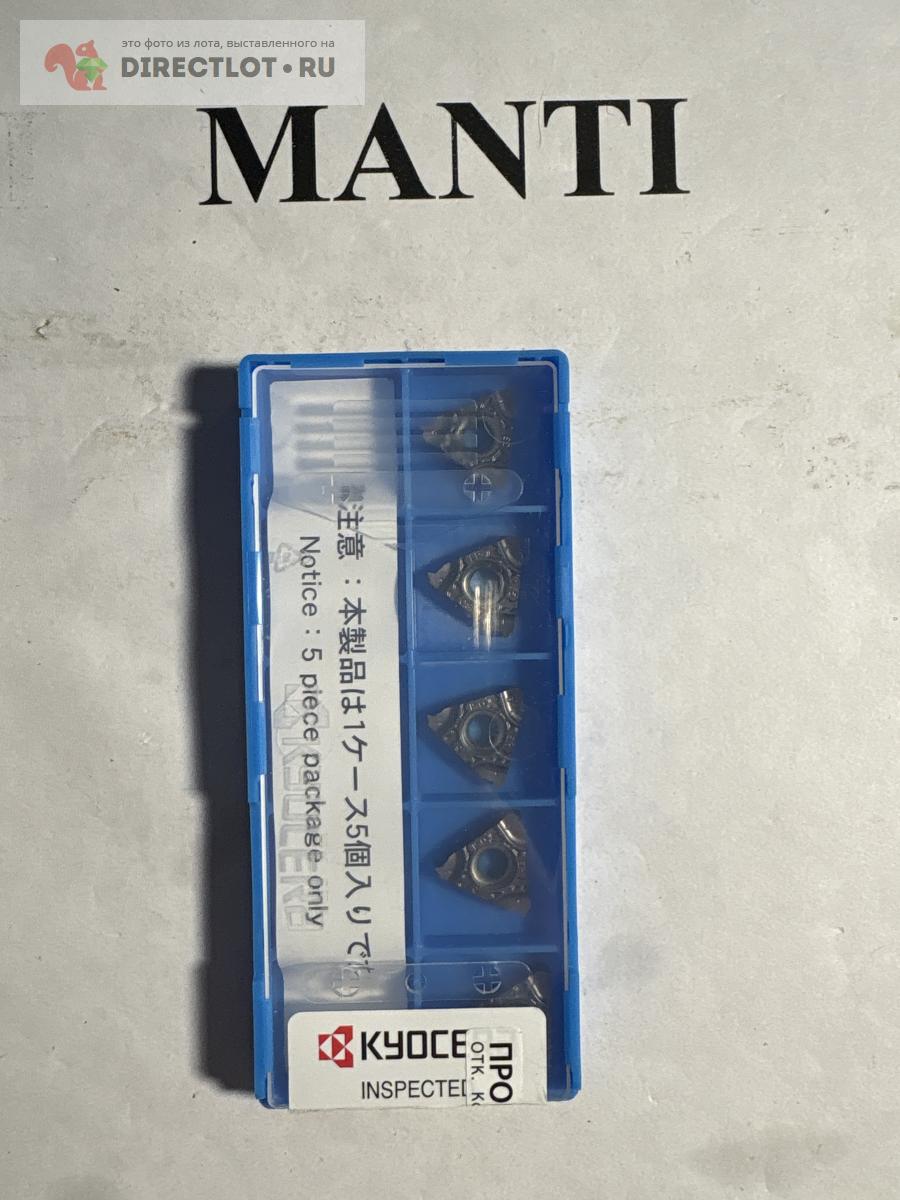 это фото из лота, выставленного на
DIRECTLOT.RU
MANTI
注意：本製品は1ケース5個入りです
Notice : 5 piece package only
KYOCERA
KYOCE
INSPECTED
ПРО
ОТК. К